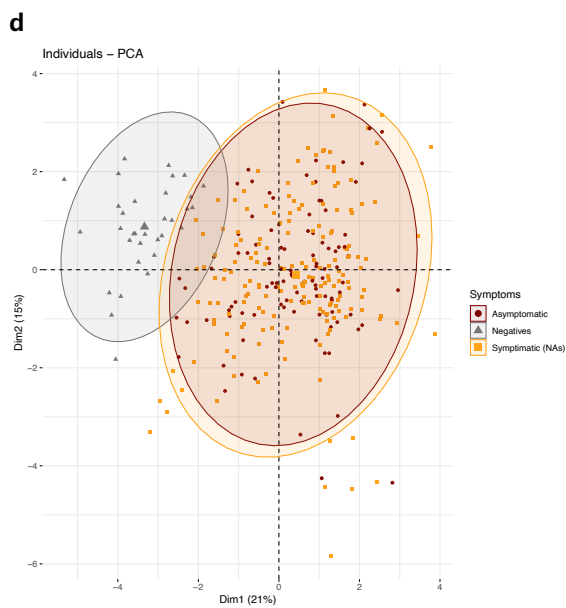 d
Individuals – PCA
4
2
0
−2
−4
−6
Dim2 (15%)
−4
−2
0
2
4
Dim1 (21%)
Symptoms
Asymptomatic
Negatives
Symptimatic (NAs)